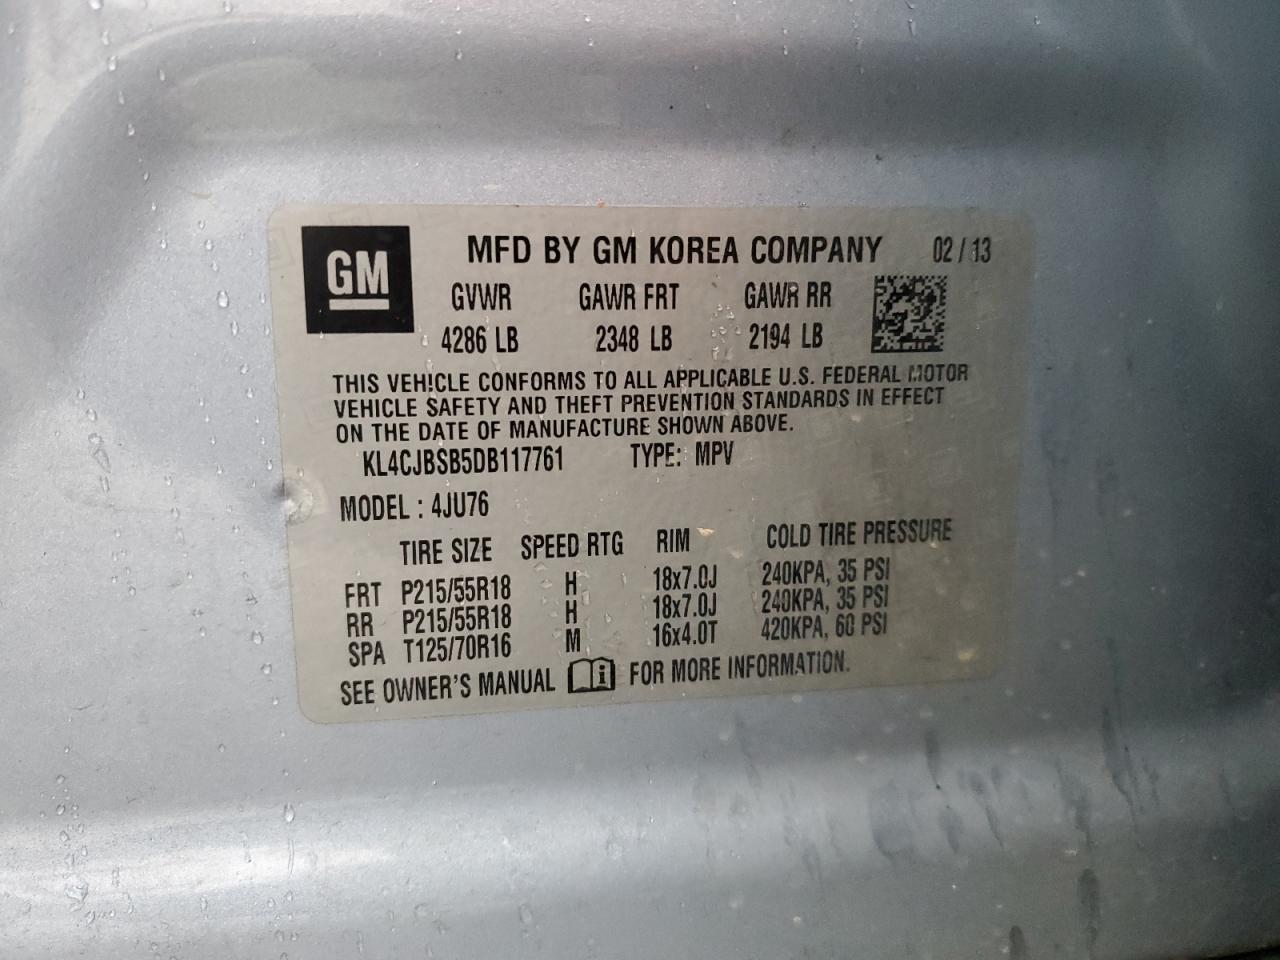 GM
MFD BY GM KOREA COMPANY 02 / 13
GVWR GAWR FRT GAWR RR
4286 LB 2348 LB 2194 LB
THIS VEHICLE CONFORMS TO ALL APPLICABLE U.S. FEDERAL MOTOR
VEHICLE SAFETY AND THEFT PREVENTION STANDARDS IN EFFECT
ON THE DATE OF MANUFACTURE SHOWN ABOVE.
KL4CJBSB5DB117761 TYPE: MPV
MODEL : 4JU76
TIRE SIZE SPEED RTG RIM COLD TIRE PRESSURE
FRT P215/55R18 H 18x7.0J 240KPA, 35 PSI
RR P215/55R18 H 18x7.0J 240KPA, 35 PSI
SPA T125/70R16 M 16x4.0T 420KPA, 60 PSI
SEE OWNER'S MANUAL i FOR MORE INFORMATION.